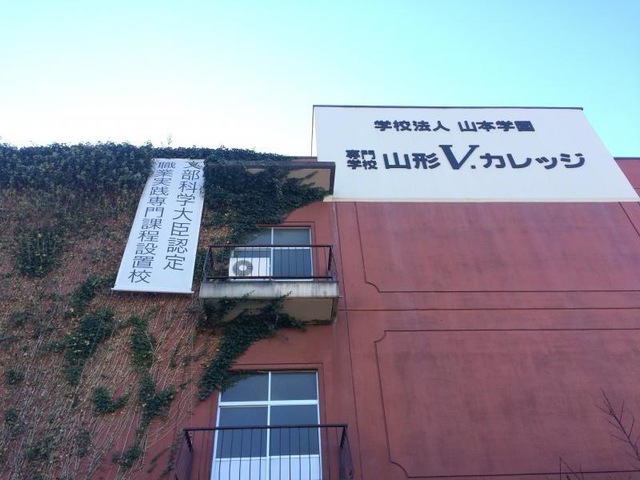 学校法人 山本学園
専門
学校 山形V.カレッジ
文部科学大臣認定
職業実践専門課程設置校